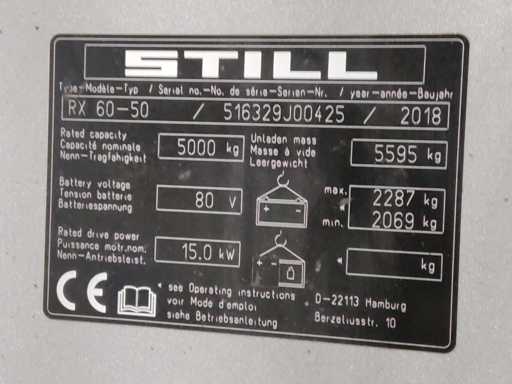 STILL
Type-Modèle-Typ / Serial no.-No. de série-Serien-Nr. / year-année-Baujahr
RX 60-50 / 516329J00425 / 2018
Rated capacity
Capacité nominale
Nenn-Tragfähigkeit
5000 kg
Unladen mass
Masse à vide
Leergewicht
5595 kg
Battery voltage
Tension batterie
Batteriespannung
80 V
max. 2287 kg
min. 2069 kg
Rated drive power
Puissance motr.nom.
Nenn-Antriebsleist.
15.0 kW
kg
CE
* see Operating instructions
voir Mode d'emploi
siehe Betriebsanleitung
D-22113 Hamburg
Berzeliusstr. 10